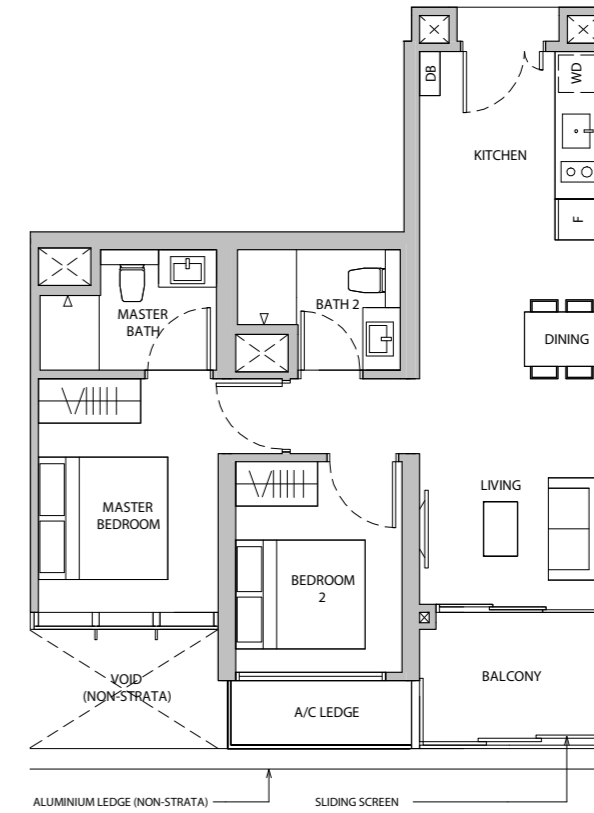 DB
WD
KITCHEN
F
MASTER
BATH
BATH 2
DINING
LIVING
MASTER
BEDROOM
BEDROOM
2
VOID
(NON-STRATA)
A/C LEDGE
BALCONY
ALUMINIUM LEDGE (NON-STRATA)
SLIDING SCREEN